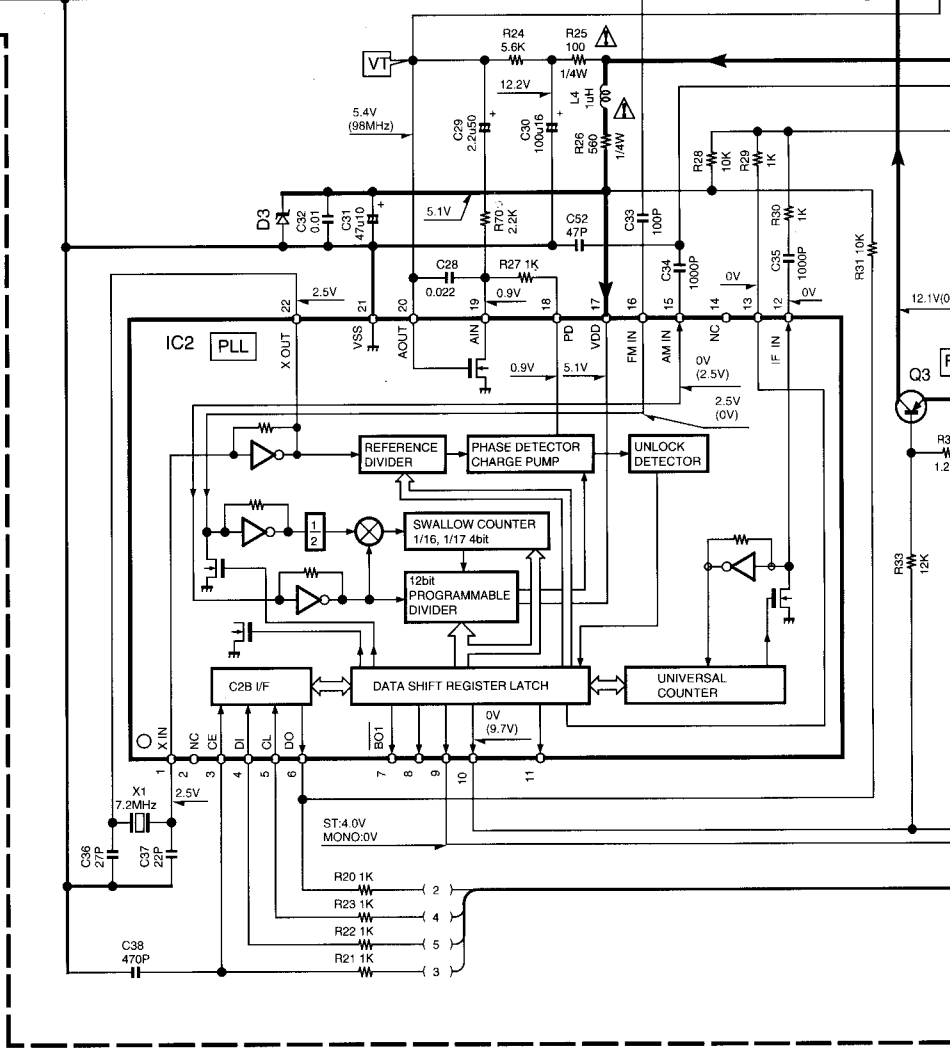 R24
5.6K
R25
100
1/4W
VT
12.2V
L4
1uH
5.4V
(98MHz)
C29
2.2u50
C30
100u16
R26
560
1/4W
R28
10K
R29
1K
D3
C32
0.01
C31
47u10
5.1V
R70
2.2K
C52
47P
C33
100P
R30
1K
R31 10K
C28
0.022
R27 1K
C34
1000P
C35
1000P
0V
2.5V
0.9V
0V
12.1V(0
22
21
20
19
18
17
16
15
14
13
12
IC2
PLL
X OUT
VSS
AOUT
AIN
PD
VDD
FM IN
AM IN
NC
IF IN
0.9V
5.1V
0V
(2.5V)
2.5V
(0V)
Q3
REFERENCE
DIVIDER
PHASE DETECTOR
CHARGE PUMP
UNLOCK
DETECTOR
1.2
1
2
SWALLOW COUNTER
1/16, 1/17 4bit
R33
12K
12bit
PROGRAMMABLE
DIVIDER
C2B I/F
DATA SHIFT REGISTER LATCH
UNIVERSAL
COUNTER
0V
(9.7V)
X IN
NC
CE
DI
CL
DO
BO1
1
2
3
4
5
6
7
8
9
10
11
X1
7.2MHz
2.5V
ST:4.0V
MONO:0V
C36
27P
C37
22P
R20 1K
2
R23 1K
4
R22 1K
5
R21 1K
3
C38
470P